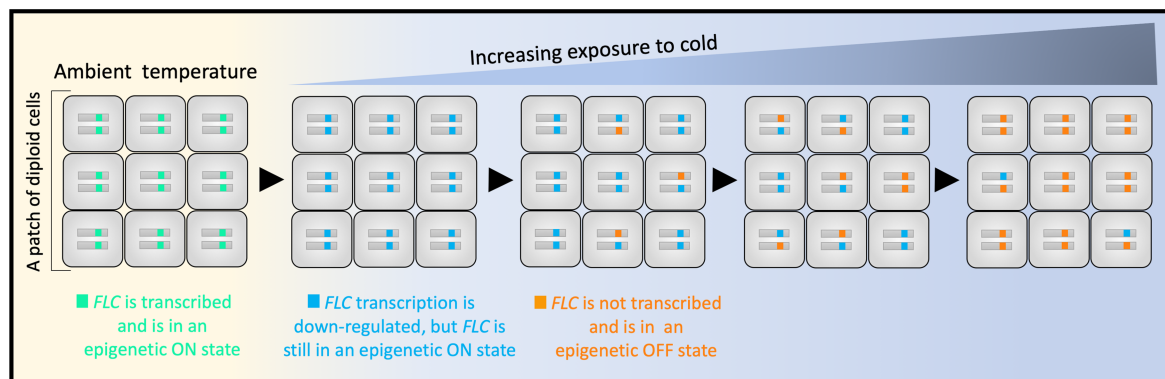 Increasing exposure to cold
Ambient temperature
A patch of diploid cells
FLC is transcribed
and is in an
epigenetic ON state
FLC transcription is
down-regulated, but FLC is
still in an epigenetic ON state
FLC is not transcribed
and is in an
epigenetic OFF state